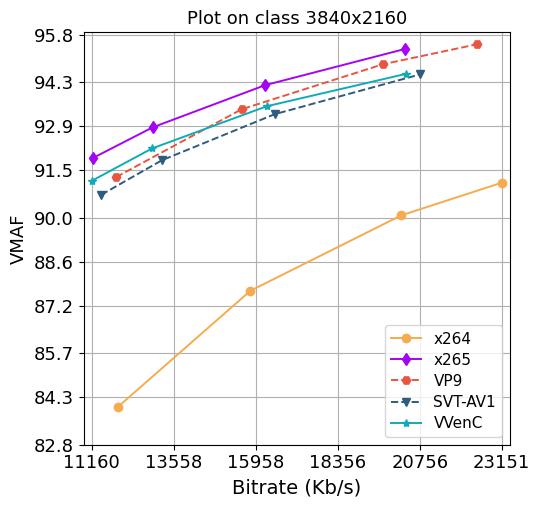 Plot on class 3840x2160
95.8
94.3
92.9
91.5
90.0
88.6
87.2
85.7
84.3
82.8
VMAF
x264
x265
VP9
SVT-AV1
VVenC
11160 13558 15958 18356 20756 23151
Bitrate (Kb/s)